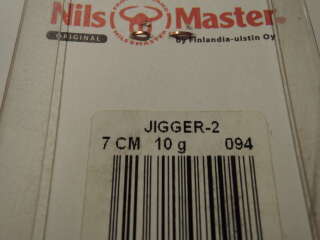 Nils Master®
ORIGINAL
by Finlandia-uistin Oy
JIGGER-2
7 CM 10 g 094